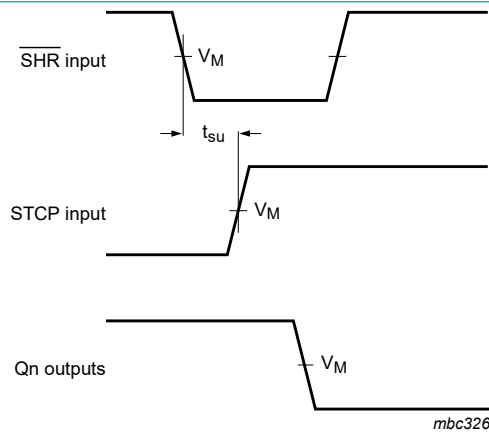 SHR input
VM
tsu
STCP input
VM
Qn outputs
VM
mbc326